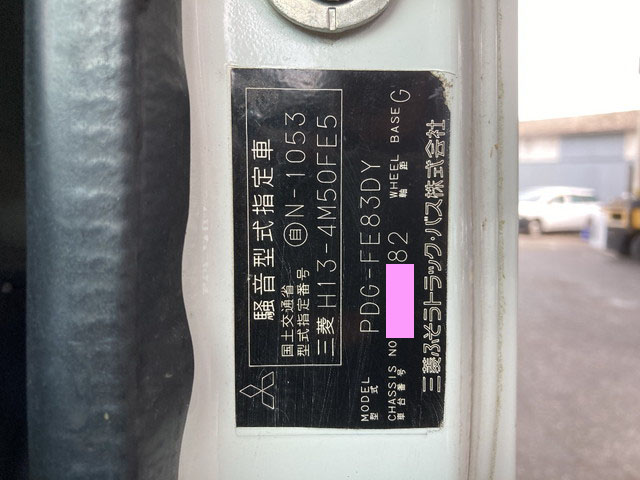 騒音型式指定車
国土交通省
型式指定番号 自N-1053
三菱 H13-4M50FE5
MODEL
型式 PDG-FE83DY
CHASSIS NO 82 WHEEL BASE G
車台番号 軸距
三菱ふそうトラック・バス株式会社